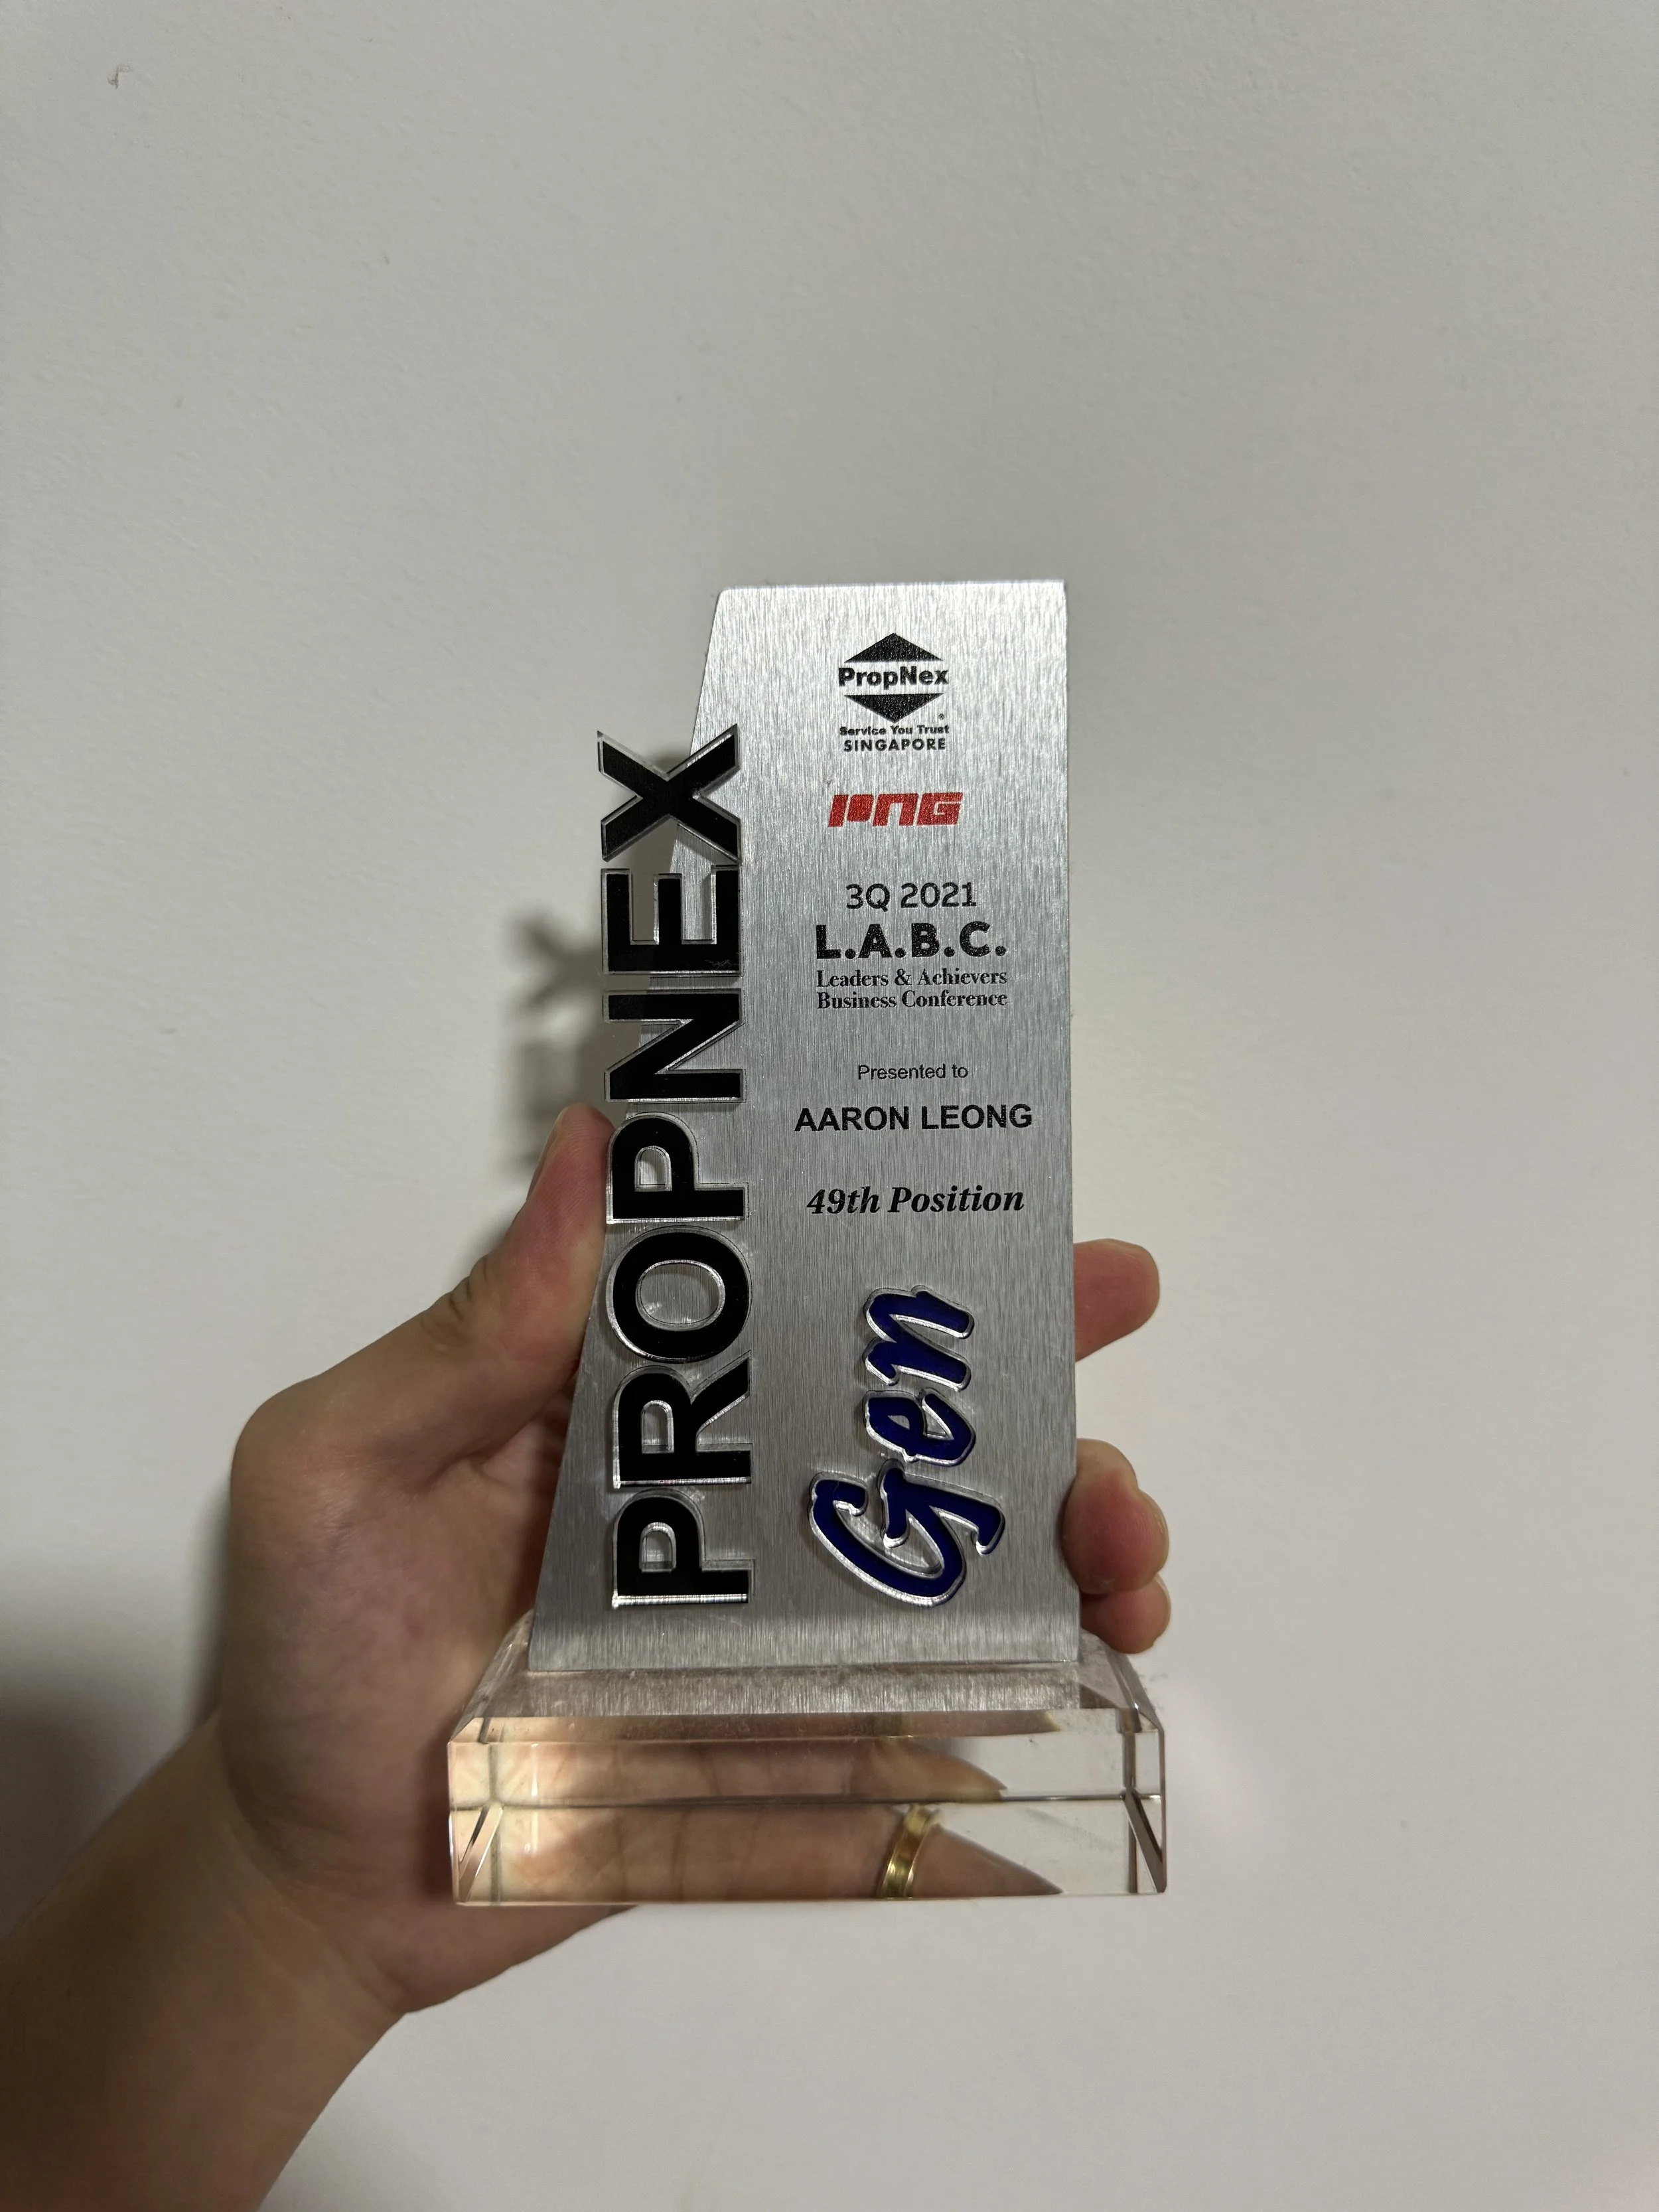 PROPNEX
PropNex
®
Service You Trust
SINGAPORE
PNG
3Q 2021
L.A.B.C.
Leaders & Achievers
Business Conference
Presented to
AARON LEONG
49th Position
Gen